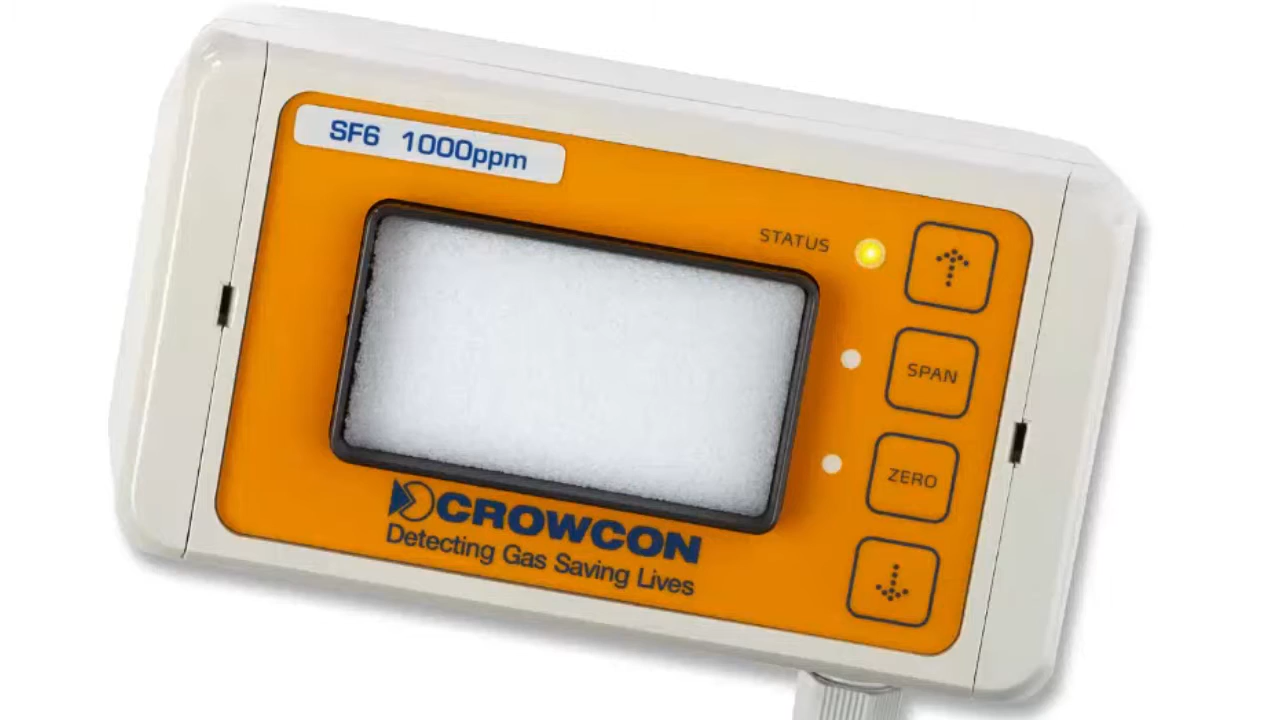 SF6 1000ppm
STATUS
SPAN
ZERO
CROWCON
Detecting Gas Saving Lives